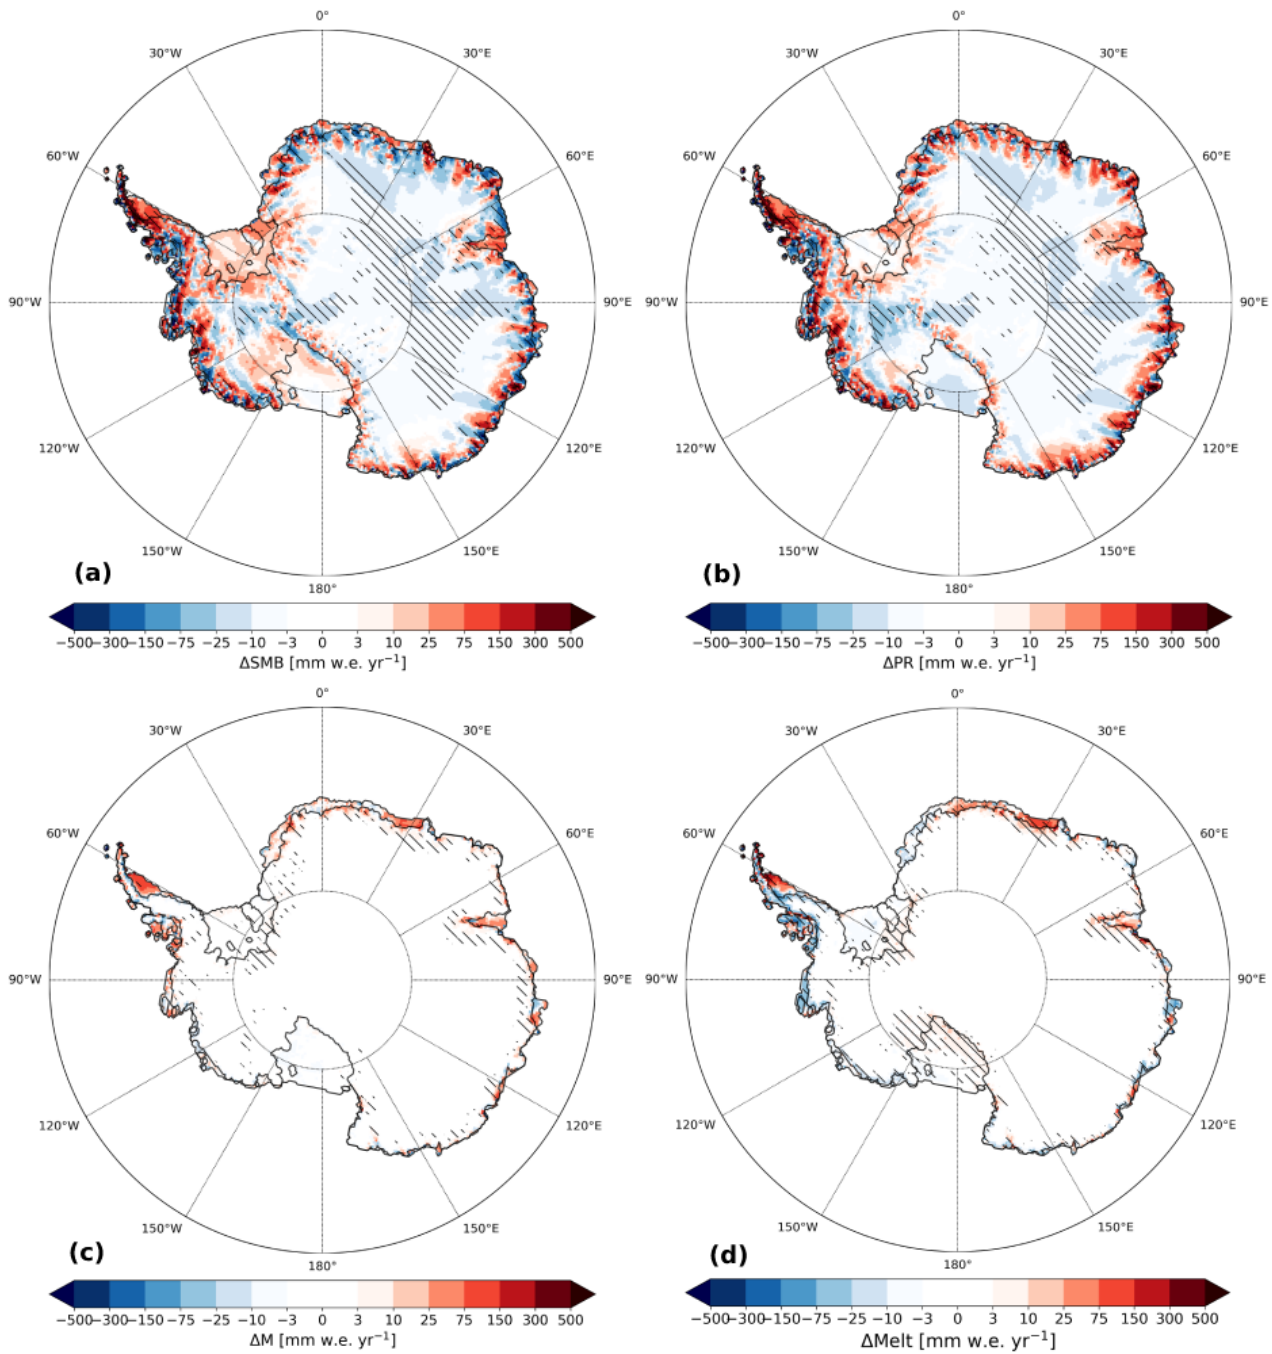 0° 0°
30°W 30°E 30°W 30°E
60°W 60°E 60°W 60°E
90°W 90°E 90°W 90°E
120°W 120°E 120°W 120°E
150°W 150°E 150°W 150°E
(a) 180° (b) 180°
−500−300−150 −75 −25 −10 −3 0 3 10 25 75 150 300 500 −500−300−150 −75 −25 −10 −3 0 3 10 25 75 150 300 500
ΔSMB [mm w.e. yr⁻¹] ΔPR [mm w.e. yr⁻¹]
0° 0°
30°W 30°E 30°W 30°E
60°W 60°E 60°W 60°E
90°W 90°E 90°W 90°E
120°W 120°E 120°W 120°E
150°W 150°E 150°W 150°E
(c) 180° (d) 180°
−500−300−150 −75 −25 −10 −3 0 3 10 25 75 150 300 500 −500−300−150 −75 −25 −10 −3 0 3 10 25 75 150 300 500
ΔM [mm w.e. yr⁻¹] ΔMelt [mm w.e. yr⁻¹]